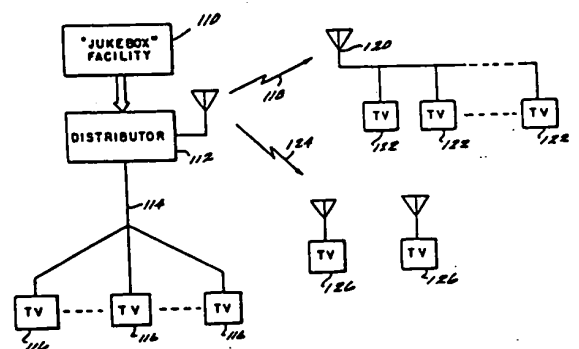 110
"JUKEBOX"
FACILITY
120
118
DISTRIBUTOR
112
TV TV TV
122 122 122
124
114
TV TV
126 126
TV TV TV
116 116 116